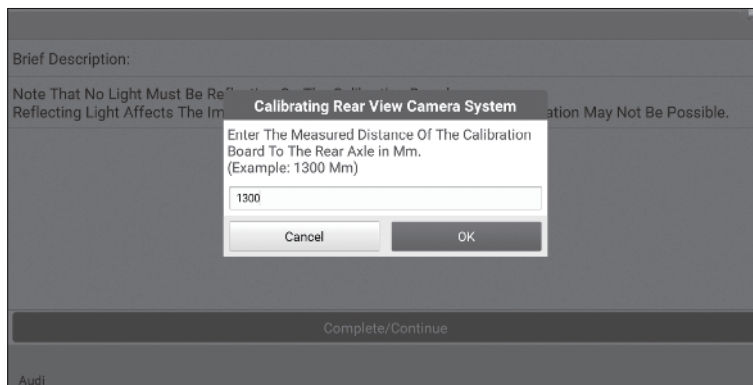 Brief Description:
Note That No Light Must Be
Calibrating Rear View Camera System
Reflecting Light Affects The ation May Not Be Possible.
Enter The Measured Distance Of The Calibration
Board To The Rear Axle in Mm.
(Example: 1300 Mm)
1300
Cancel OK
Complete/Continue
Audi